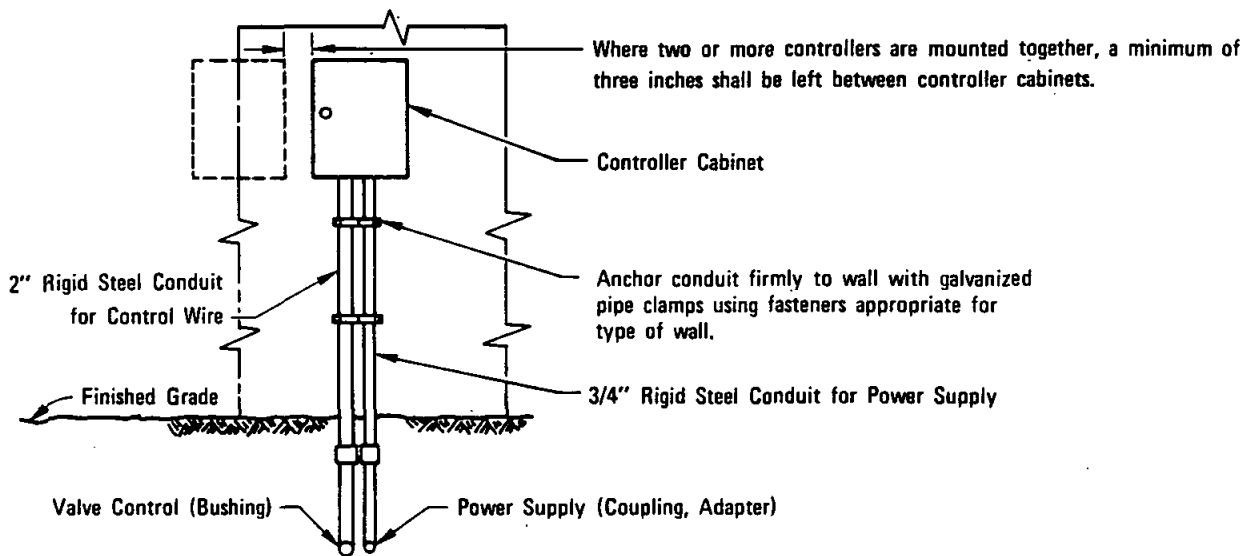 Where two or more controllers are mounted together, a minimum of
three inches shall be left between controller cabinets.
Controller Cabinet
2" Rigid Steel Conduit
for Control Wire
Anchor conduit firmly to wall with galvanized
pipe clamps using fasteners appropriate for
type of wall.
Finished Grade
3/4" Rigid Steel Conduit for Power Supply
Valve Control (Bushing)
Power Supply (Coupling, Adapter)